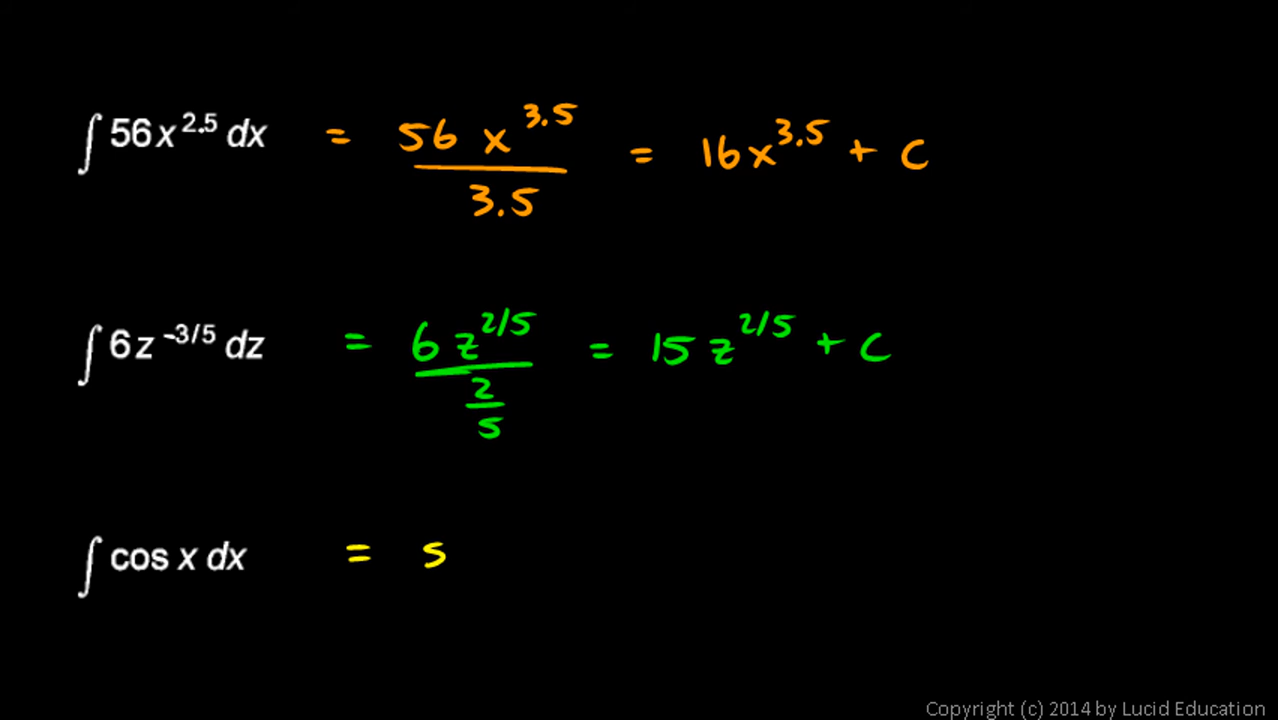 ∫ 56x^2.5 dx = 56 x^3.5 / 3.5 = 16x^3.5 + C
∫ 6z^-3/5 dz = 6 z^2/5 / (2/5) = 15 z^2/5 + C
∫ cos x dx = s
Copyright (c) 2014 by Lucid Education